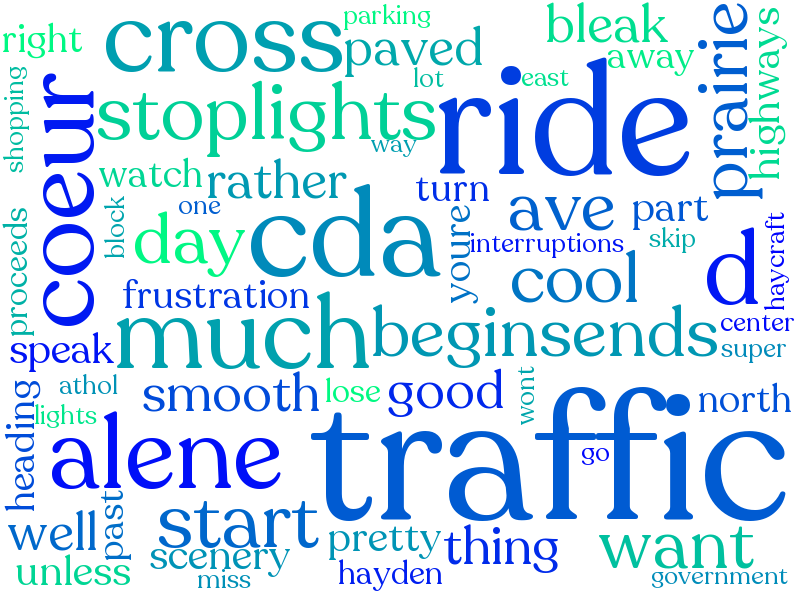 parking
right
cross
paved
bleak
away
prairie
highways
shopping
lot
east
coeur
stoplights
way
ride
watch
rather
turn
one
block
day
cda
youre
ave
part
interruptions
skip
haycraft
proceeds
cool
d
frustration
much
beginsends
center
super
speak
athol
smooth
lose
good
wont
north
heading
lights
alene
traffic
go
past
well
start
scenery
pretty
thing
want
unless
miss
hayden
government